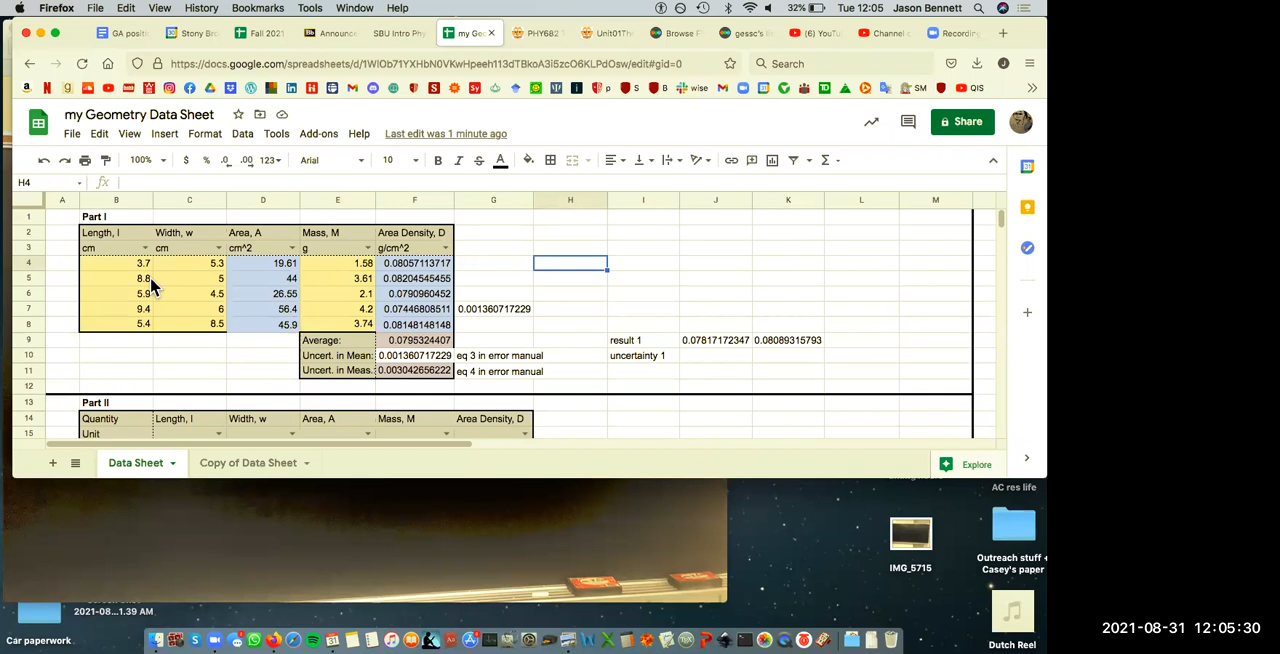 Firefox File Edit View History Bookmarks Tools Window Help 32% Tue 12:05 Jason Bennett
GA posit Stony Bro Fall 2021 Announc SBU Intro Phy my Geo PHY682 Unit01The Browse F gessc's li (6) YouTu Channel c Recording
https://docs.google.com/spreadsheets/d/1WlOb71YXHbN0VKwHpeeh113dTBkoA3i5zcO6KLPdOsw/edit#gid=0 Search
wise SM QIS
my Geometry Data Sheet
File Edit View Insert Format Data Tools Add-ons Help Last edit was 1 minute ago Share
100% $ % .0 .00 123 Arial 10 B I S A
H4 fx
A B C D E F G H I J K L M
1 Part I
2 Length, l Width, w Area, A Mass, M Area Density, D
3 cm cm cm^2 g g/cm^2
4 3.7 5.3 19.61 1.58 0.08057113717
5 8.8 5 44 3.61 0.08204545455
6 5.9 4.5 26.55 2.1 0.0790960452
7 9.4 6 56.4 4.2 0.07446808511 0.001360717229
8 5.4 8.5 45.9 3.74 0.08148148148
9 Average: 0.0795324407 result 1 0.07817172347 0.08089315793
10 Uncert. in Mean: 0.001360717229 eq 3 in error manual uncertainty 1
11 Uncert. in Meas. 0.003042656222 eq 4 in error manual
12
13 Part II
14 Quantity Length, l Width, w Area, A Mass, M Area Density, D
15 Unit
Data Sheet Copy of Data Sheet Explore
AC res life
IMG_5715
Outreach stuff +
Casey's paper
2021-08...1.39 AM
Car paperwork
Dutch Reel
2021-08-31 12:05:30